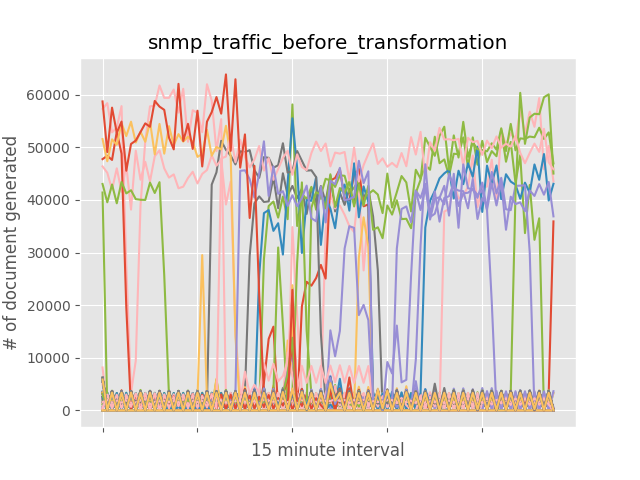 snmp_traffic_before_transformation
# of document generated
60000
50000
40000
30000
20000
10000
0
15 minute interval